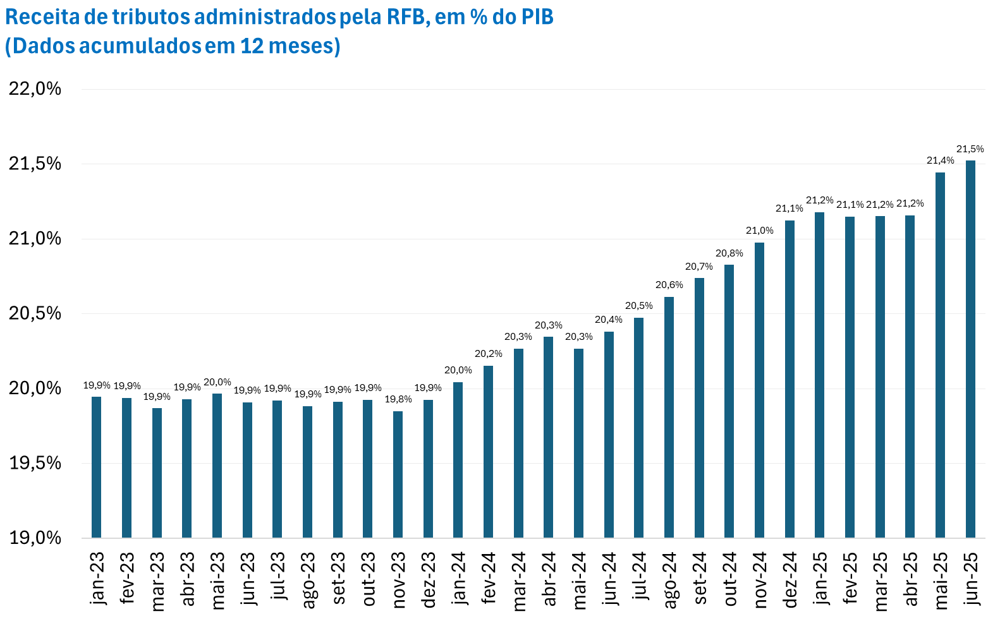 Receita de tributos administrados pela RFB, em % do PIB
(Dados acumulados em 12 meses)
22,0%
21,5%
21,0%
20,5%
20,0%
19,5%
19,0%
19,9%
19,9%
19,9%
19,9%
20,0%
19,9%
19,9%
19,9%
19,9%
19,9%
19,8%
19,9%
20,0%
20,2%
20,3%
20,3%
20,3%
20,4%
20,5%
20,6%
20,7%
20,8%
21,0%
21,1%
21,2%
21,1%
21,2%
21,2%
21,4%
21,5%
jan-23
fev-23
mar-23
abr-23
mai-23
jun-23
jul-23
ago-23
set-23
out-23
nov-23
dez-23
jan-24
fev-24
mar-24
abr-24
mai-24
jun-24
jul-24
ago-24
set-24
out-24
nov-24
dez-24
jan-25
fev-25
mar-25
abr-25
mai-25
jun-25